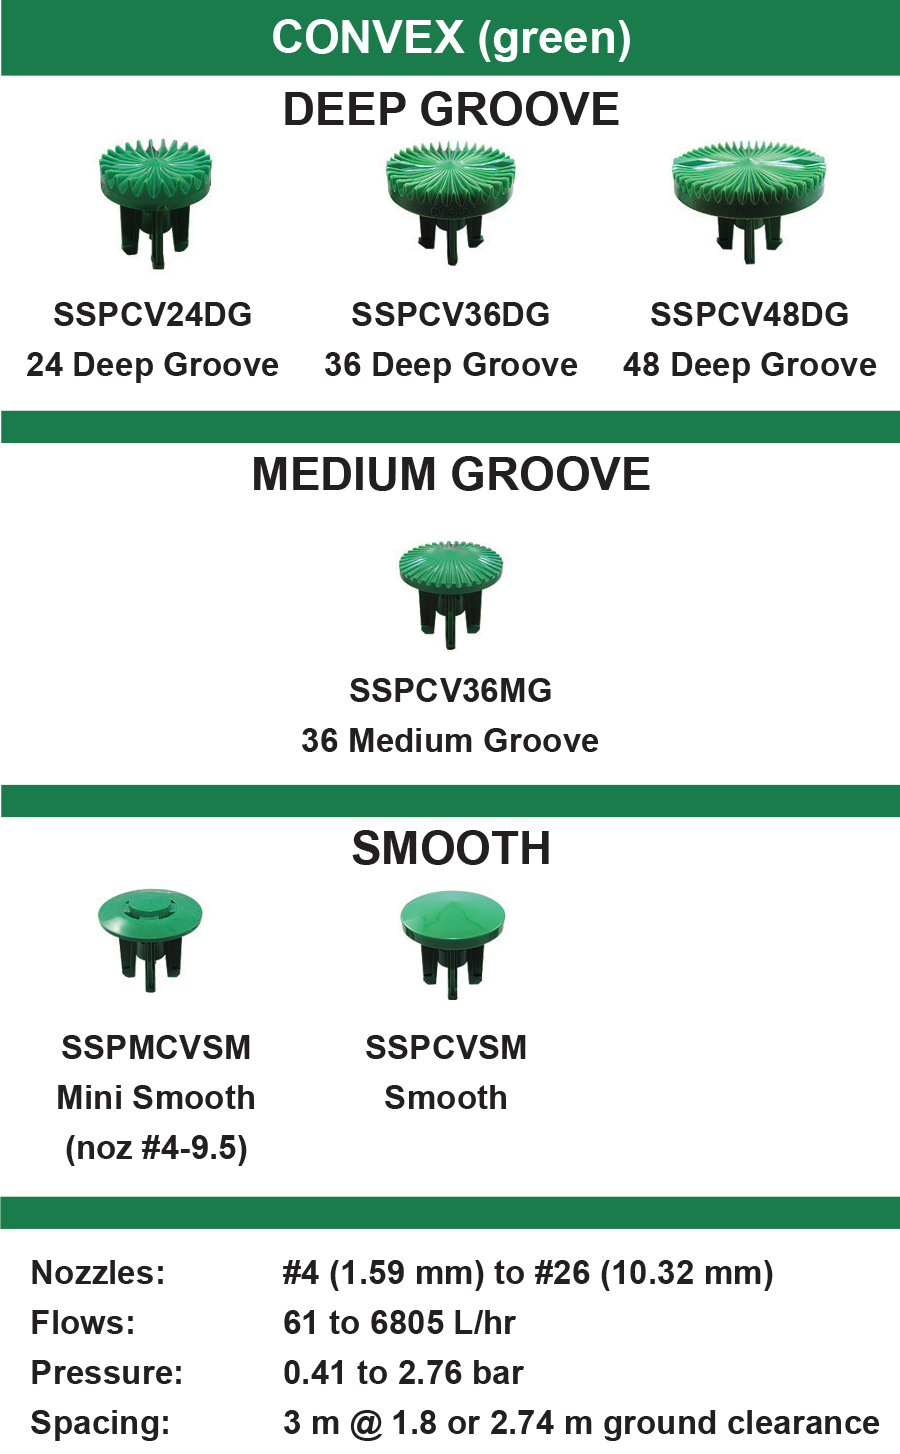 CONVEX (green)
DEEP GROOVE
SSPCV24DG
24 Deep Groove
SSPCV36DG
36 Deep Groove
SSPCV48DG
48 Deep Groove
MEDIUM GROOVE
SSPCV36MG
36 Medium Groove
SMOOTH
SSPMCVSM
Mini Smooth
(noz #4-9.5)
SSPCVSM
Smooth
Nozzles: #4 (1.59 mm) to #26 (10.32 mm)
Flows: 61 to 6805 L/hr
Pressure: 0.41 to 2.76 bar
Spacing: 3 m @ 1.8 or 2.74 m ground clearance